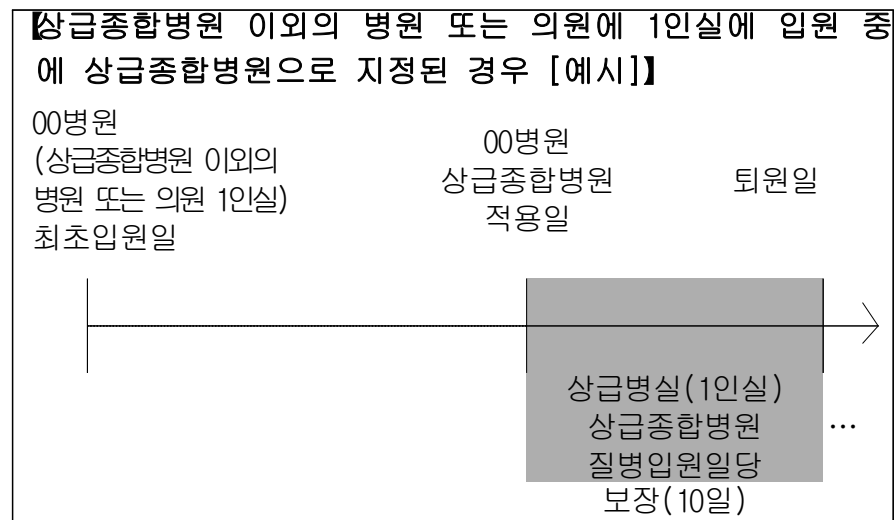 【상급종합병원 이외의 병원 또는 의원에 1인실에 입원 중
에 상급종합병원으로 지정된 경우 [예시]】
00병원
(상급종합병원 이외의
병원 또는 의원 1인실)
최초입원일
00병원
상급종합병원
적용일
퇴원일
상급병실(1인실)
상급종합병원
질병입원일당
보장(10일)
…